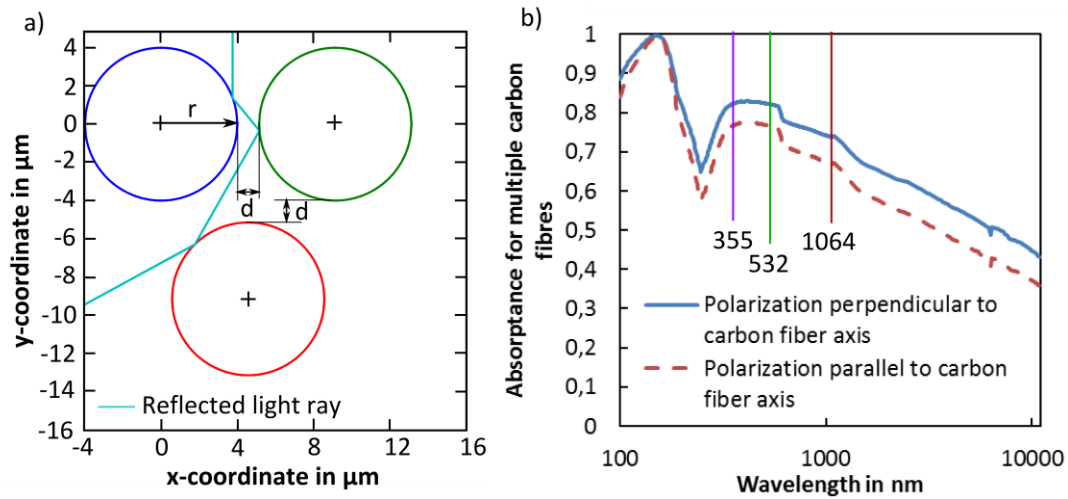 a)
y-coordinate in µm
4
2
0
-2
-4
-6
-8
-10
-12
-14
-16
r
d
d
Reflected light ray
-4 0 4 8 12 16
x-coordinate in µm
b)
Absorptance for multiple carbon
fibres
1
0,9
0,8
0,7
0,6
0,5
0,4
0,3
0,2
0,1
0
355
532
1064
Polarization perpendicular to
carbon fiber axis
Polarization parallel to carbon
fiber axis
100 1000 10000
Wavelength in nm